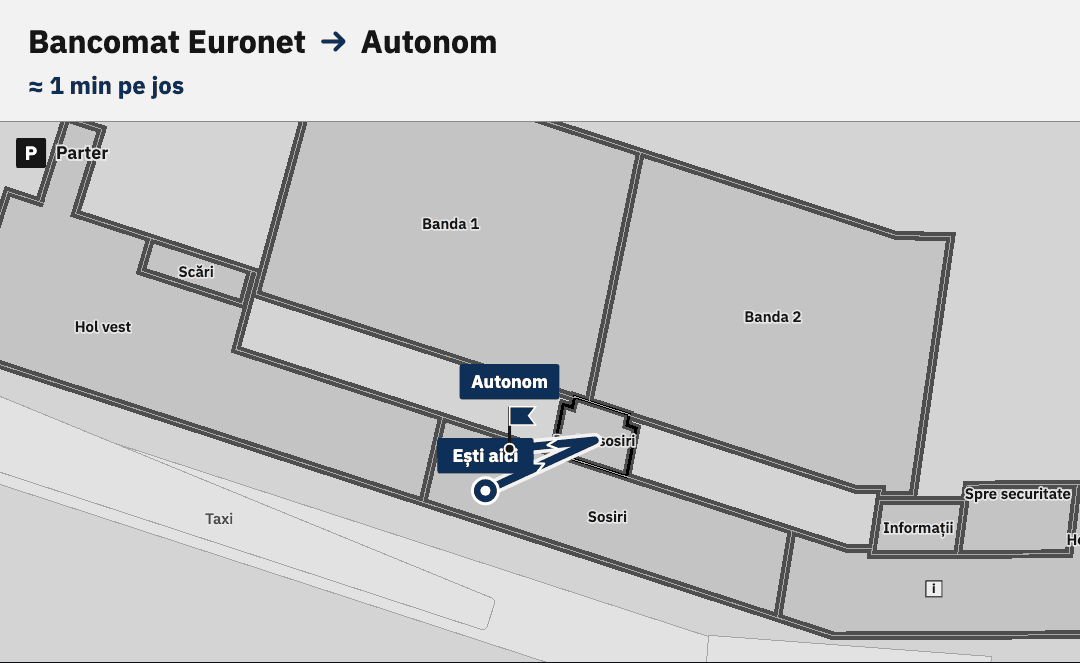 Bancomat Euronet → Autonom
≈ 1 min pe jos
P Parter
Banda 1
Scări
Banda 2
Hol vest
Autonom
sosiri
Ești aici
Spre securitate
Sosiri
Taxi
Informații
i